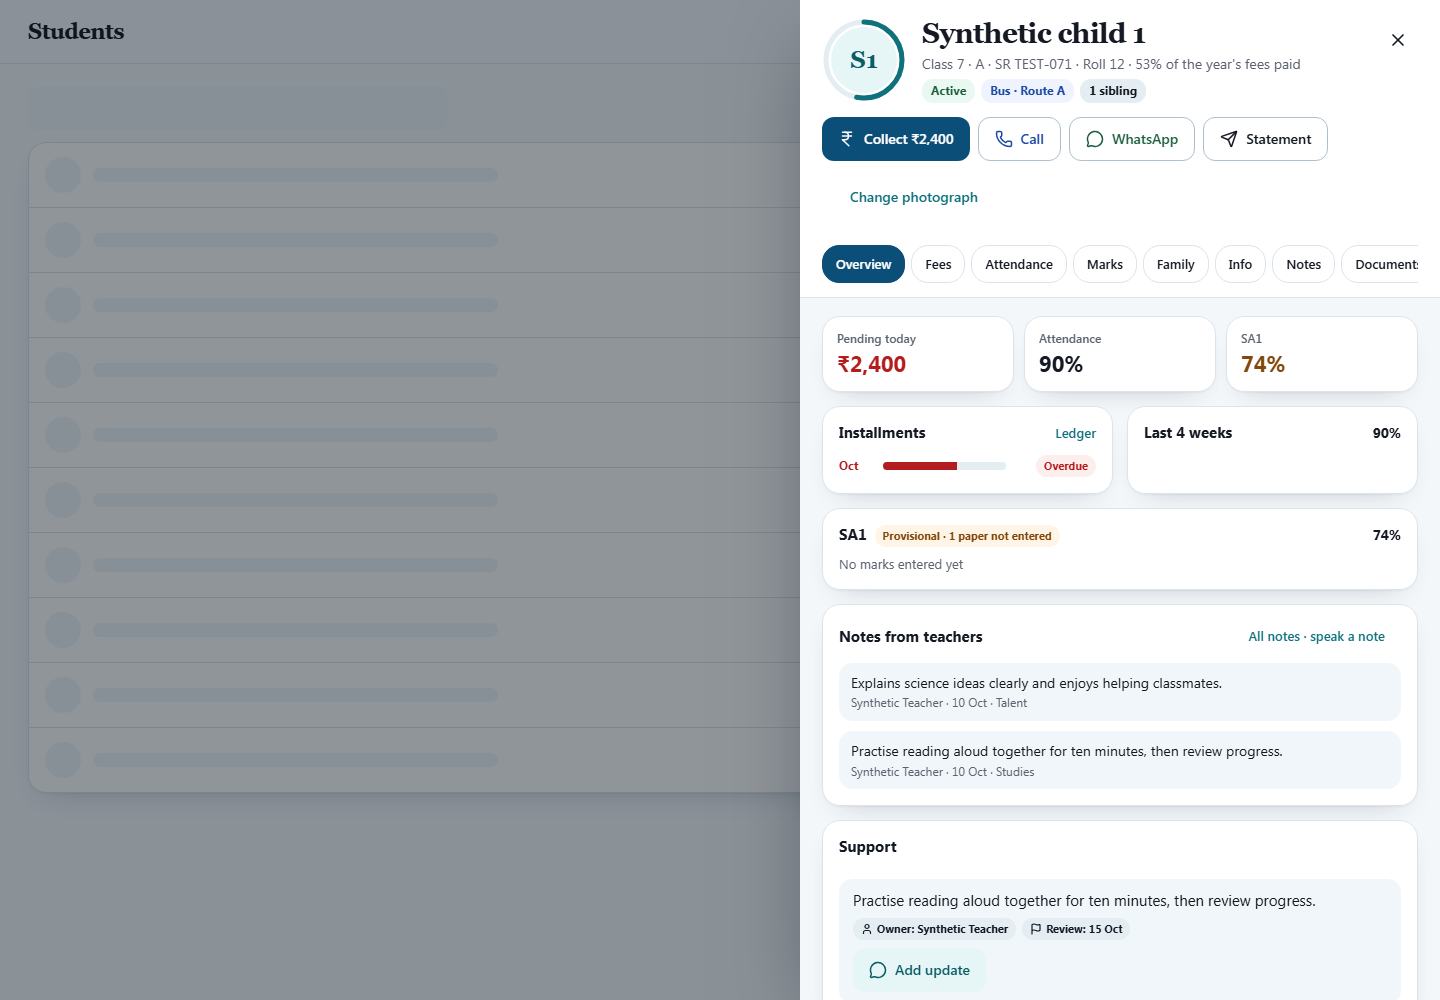 Students
S1
Synthetic child 1
Class 7 · A · SR TEST-071 · Roll 12 · 53% of the year's fees paid
Active
Bus · Route A
1 sibling
₹ Collect ₹2,400
Call
WhatsApp
Statement
Change photograph
Overview
Fees
Attendance
Marks
Family
Info
Notes
Documents
Pending today
₹2,400
Attendance
90%
SA1
74%
Installments
Ledger
Oct
Overdue
Last 4 weeks
90%
SA1
Provisional · 1 paper not entered
74%
No marks entered yet
Notes from teachers
All notes · speak a note
Explains science ideas clearly and enjoys helping classmates.
Synthetic Teacher · 10 Oct · Talent
Practise reading aloud together for ten minutes, then review progress.
Synthetic Teacher · 10 Oct · Studies
Support
Practise reading aloud together for ten minutes, then review progress.
Owner: Synthetic Teacher
Review: 15 Oct
Add update